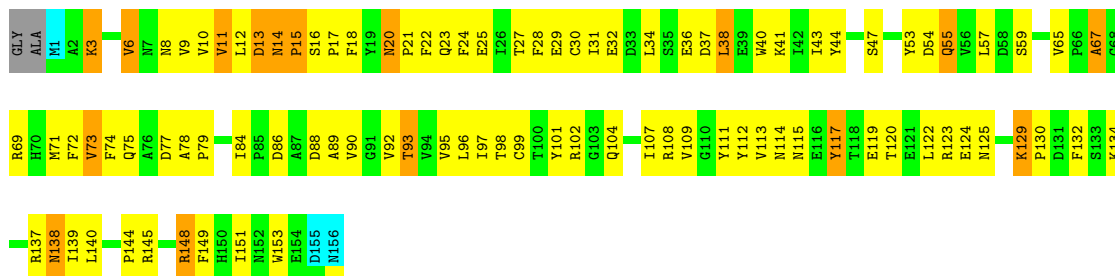 GLY ALA M1 A2 K3 V6 N7 N8 V9 V10 V11 L12 D13 N14 P15 S16 P17 F18 Y19 N20 P21 F22 Q23 F24 E25 I26 T27 F28 E29 C30 I31 E32 D33 L34 S35 E36 D37 L38 E39 W40 K41 I42 I43 Y44 S47 Y53 D54 Q55 V56 L57 D58 S59 V65 P66 A67 G68
R69 H70 M71 F72 V73 F74 Q75 A76 D77 A78 P79 I84 P85 D86 A87 D88 A89 V90 G91 V92 T93 V94 V95 L96 I97 T98 C99 T100 Y101 R102 G103 Q104 I107 R108 V109 G110 Y111 Y112 V113 N114 N115 E116 Y117 T118 E119 T120 E121 L122 R123 E124 N125 K129 P130 D131 F132 S133 K134
R137 N138 I139 L140 P144 R145 R148 F149 H150 I151 N152 W153 E154 D155 N156